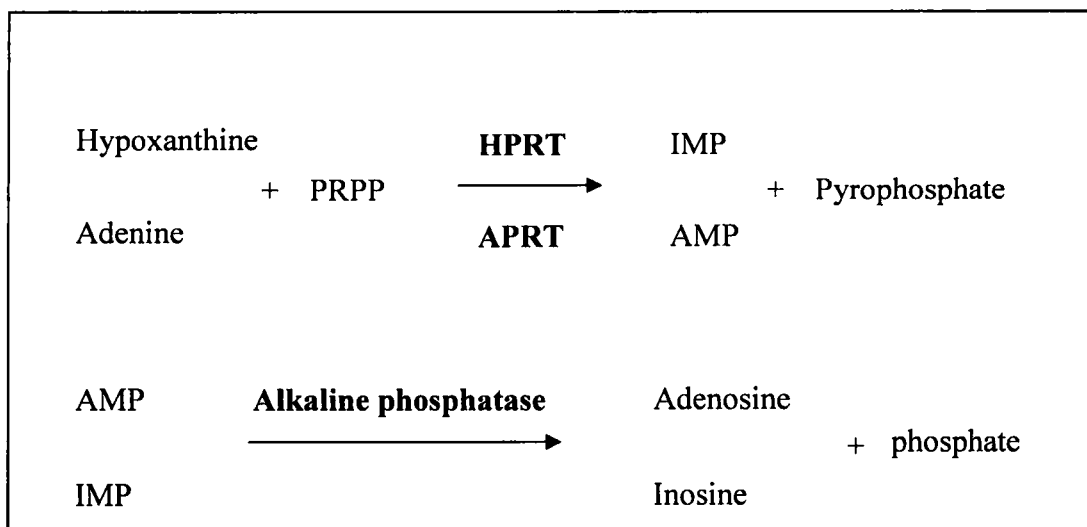 Hypoxanthine HPRT IMP
+ PRPP + Pyrophosphate
Adenine APRT AMP
AMP Alkaline phosphatase Adenosine
+ phosphate
IMP Inosine